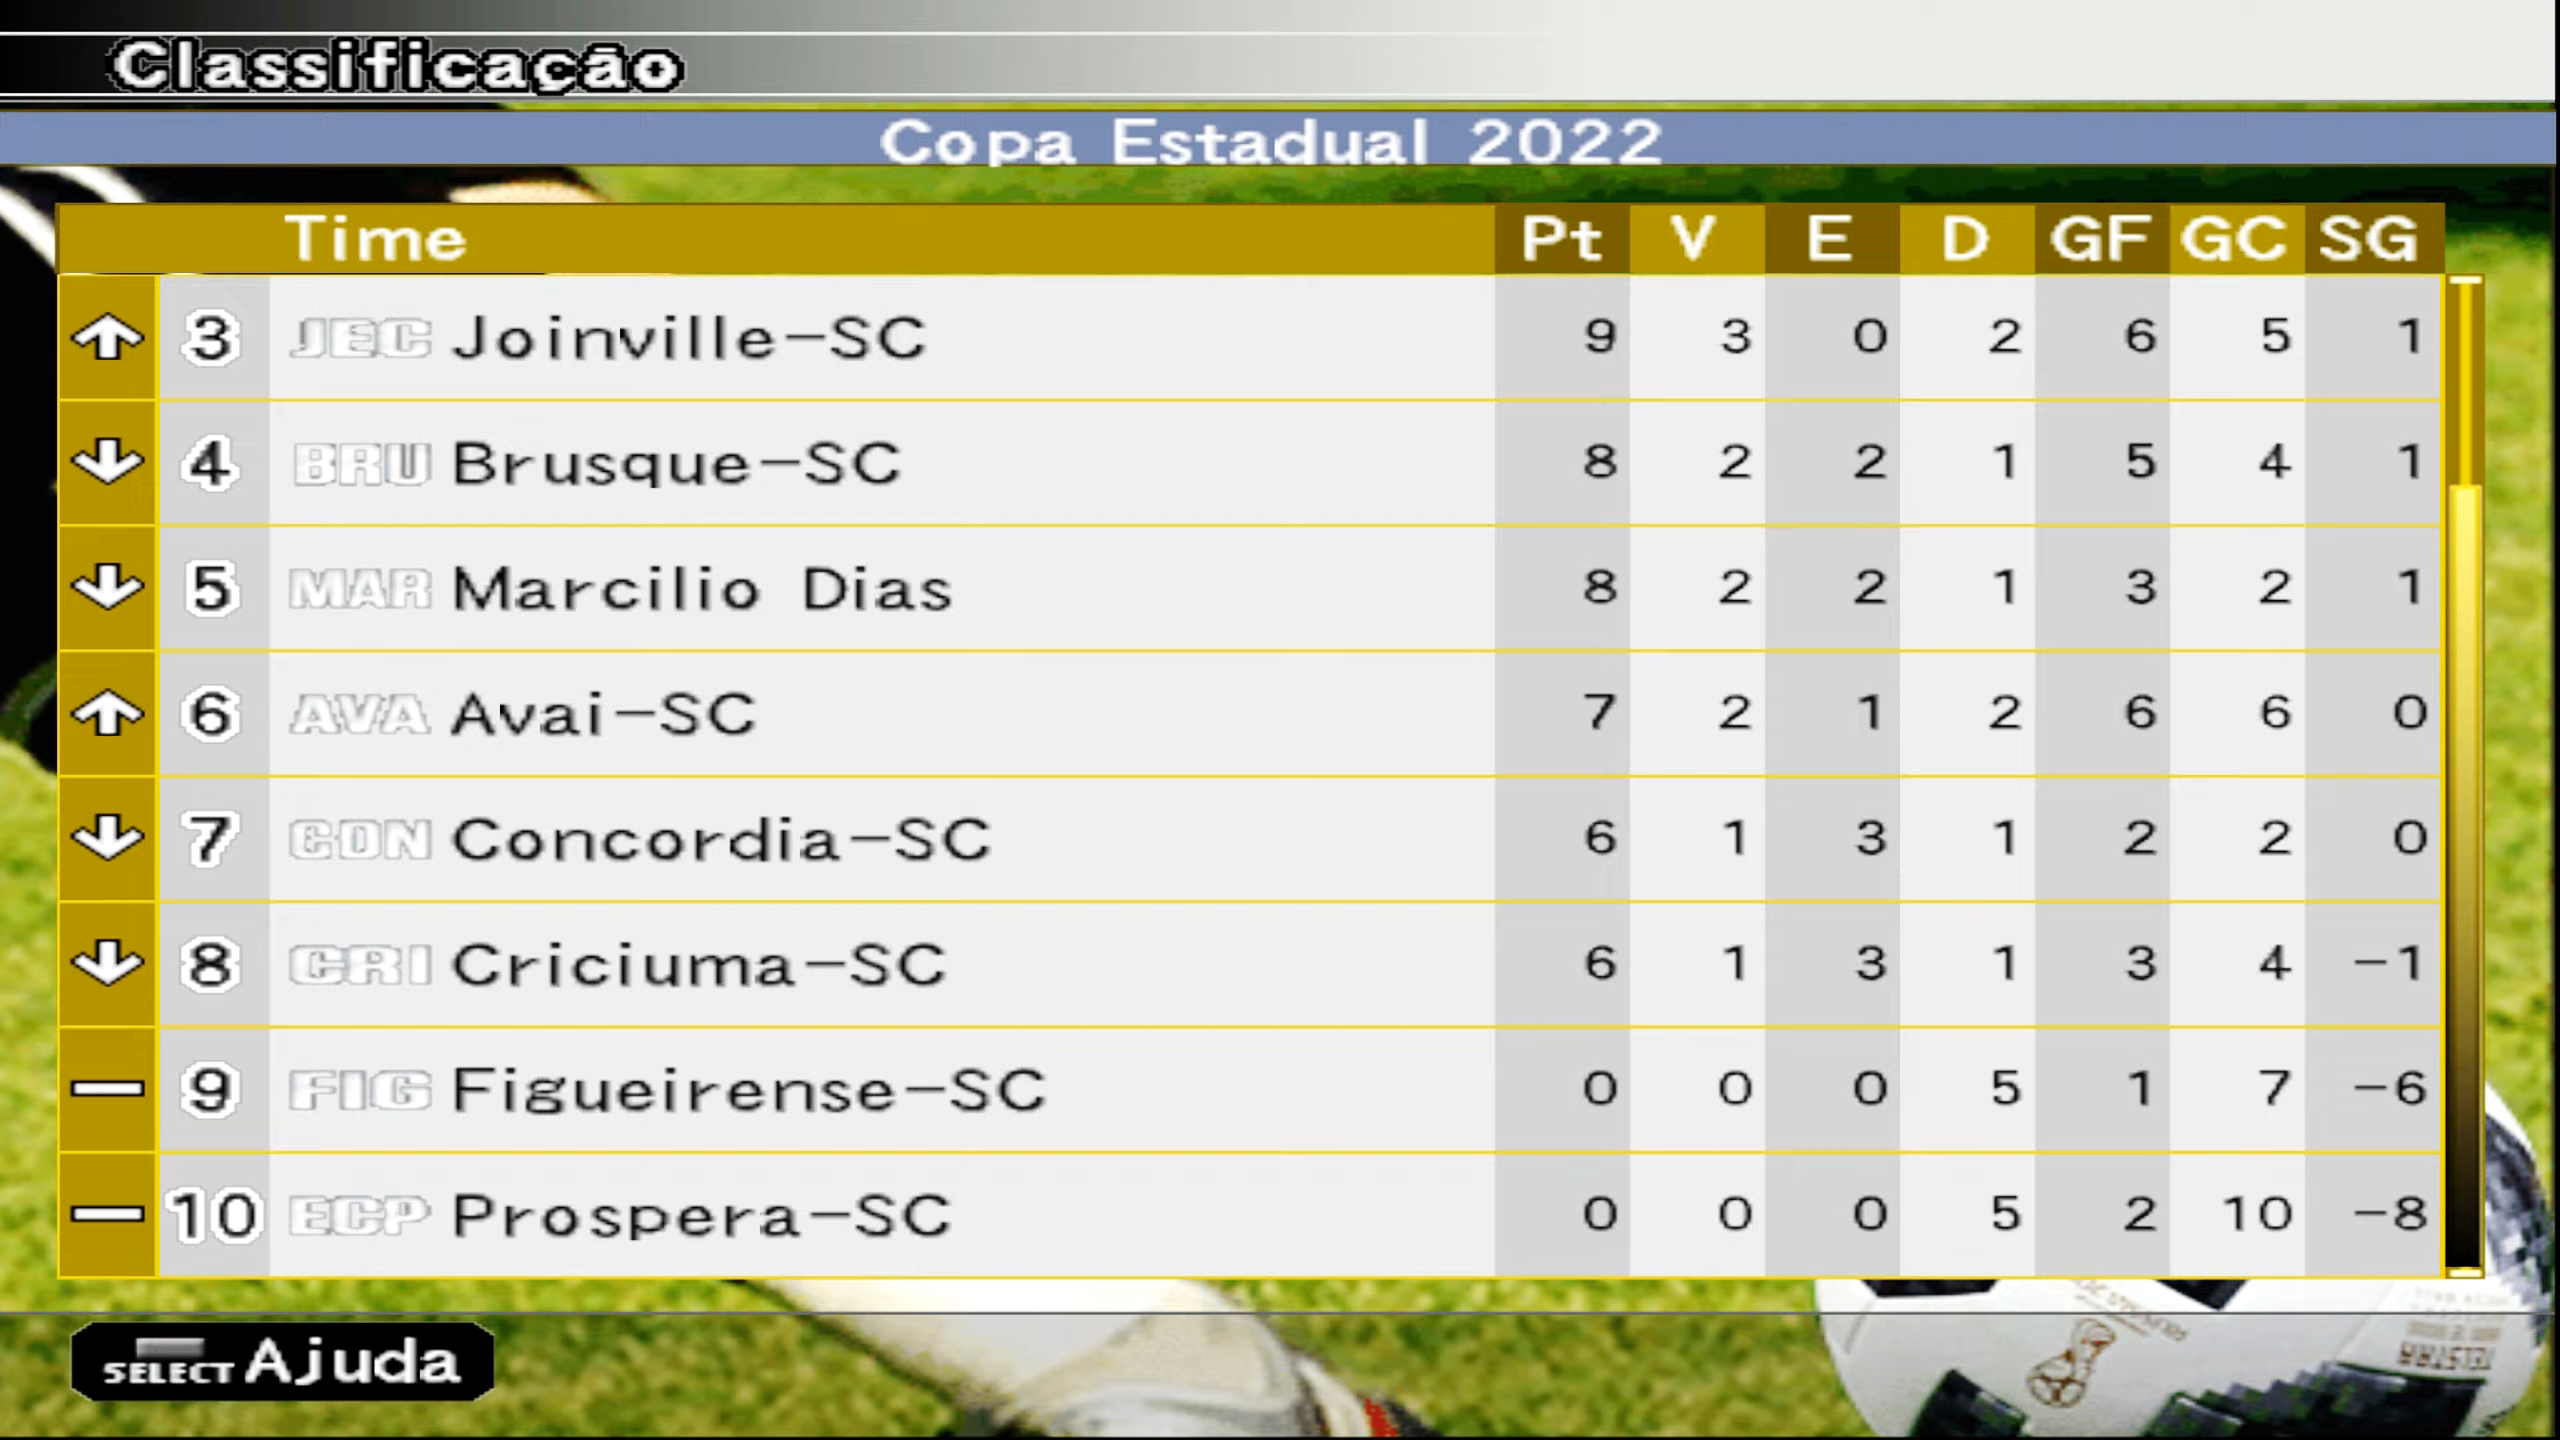 Classificação
Copa Estadual 2022
Time Pt V E D GF GC SG
3 JEC Joinville-SC 9 3 0 2 6 5 1
4 BRU Brusque-SC 8 2 2 1 5 4 1
5 MAR Marcilio Dias 8 2 2 1 3 2 1
6 AVA Avai-SC 7 2 1 2 6 6 0
7 CON Concordia-SC 6 1 3 1 2 2 0
8 CRI Criciuma-SC 6 1 3 1 3 4 -1
9 FIG Figueirense-SC 0 0 0 5 1 7 -6
10 ECP Prospera-SC 0 0 0 5 2 10 -8
SELECT Ajuda
TELSTAR